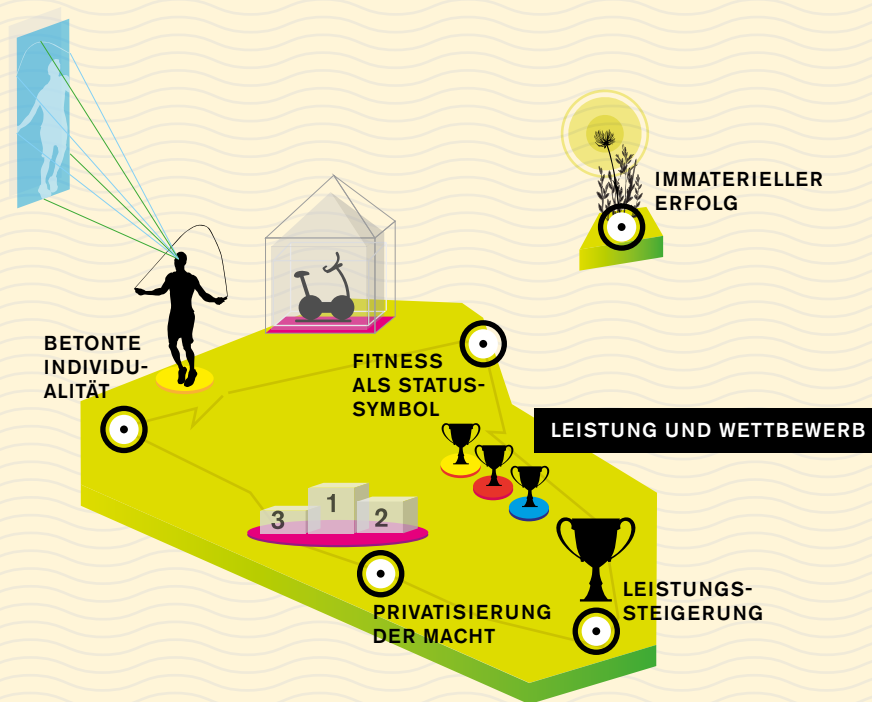 IMMATERIELLER
ERFOLG
BETONTE
INDIVIDU-
ALITÄT
FITNESS
ALS STATUS-
SYMBOL
LEISTUNG UND WETTBEWERB
3 1 2
LEISTUNGS-
STEIGERUNG
PRIVATISIERUNG
DER MACHT